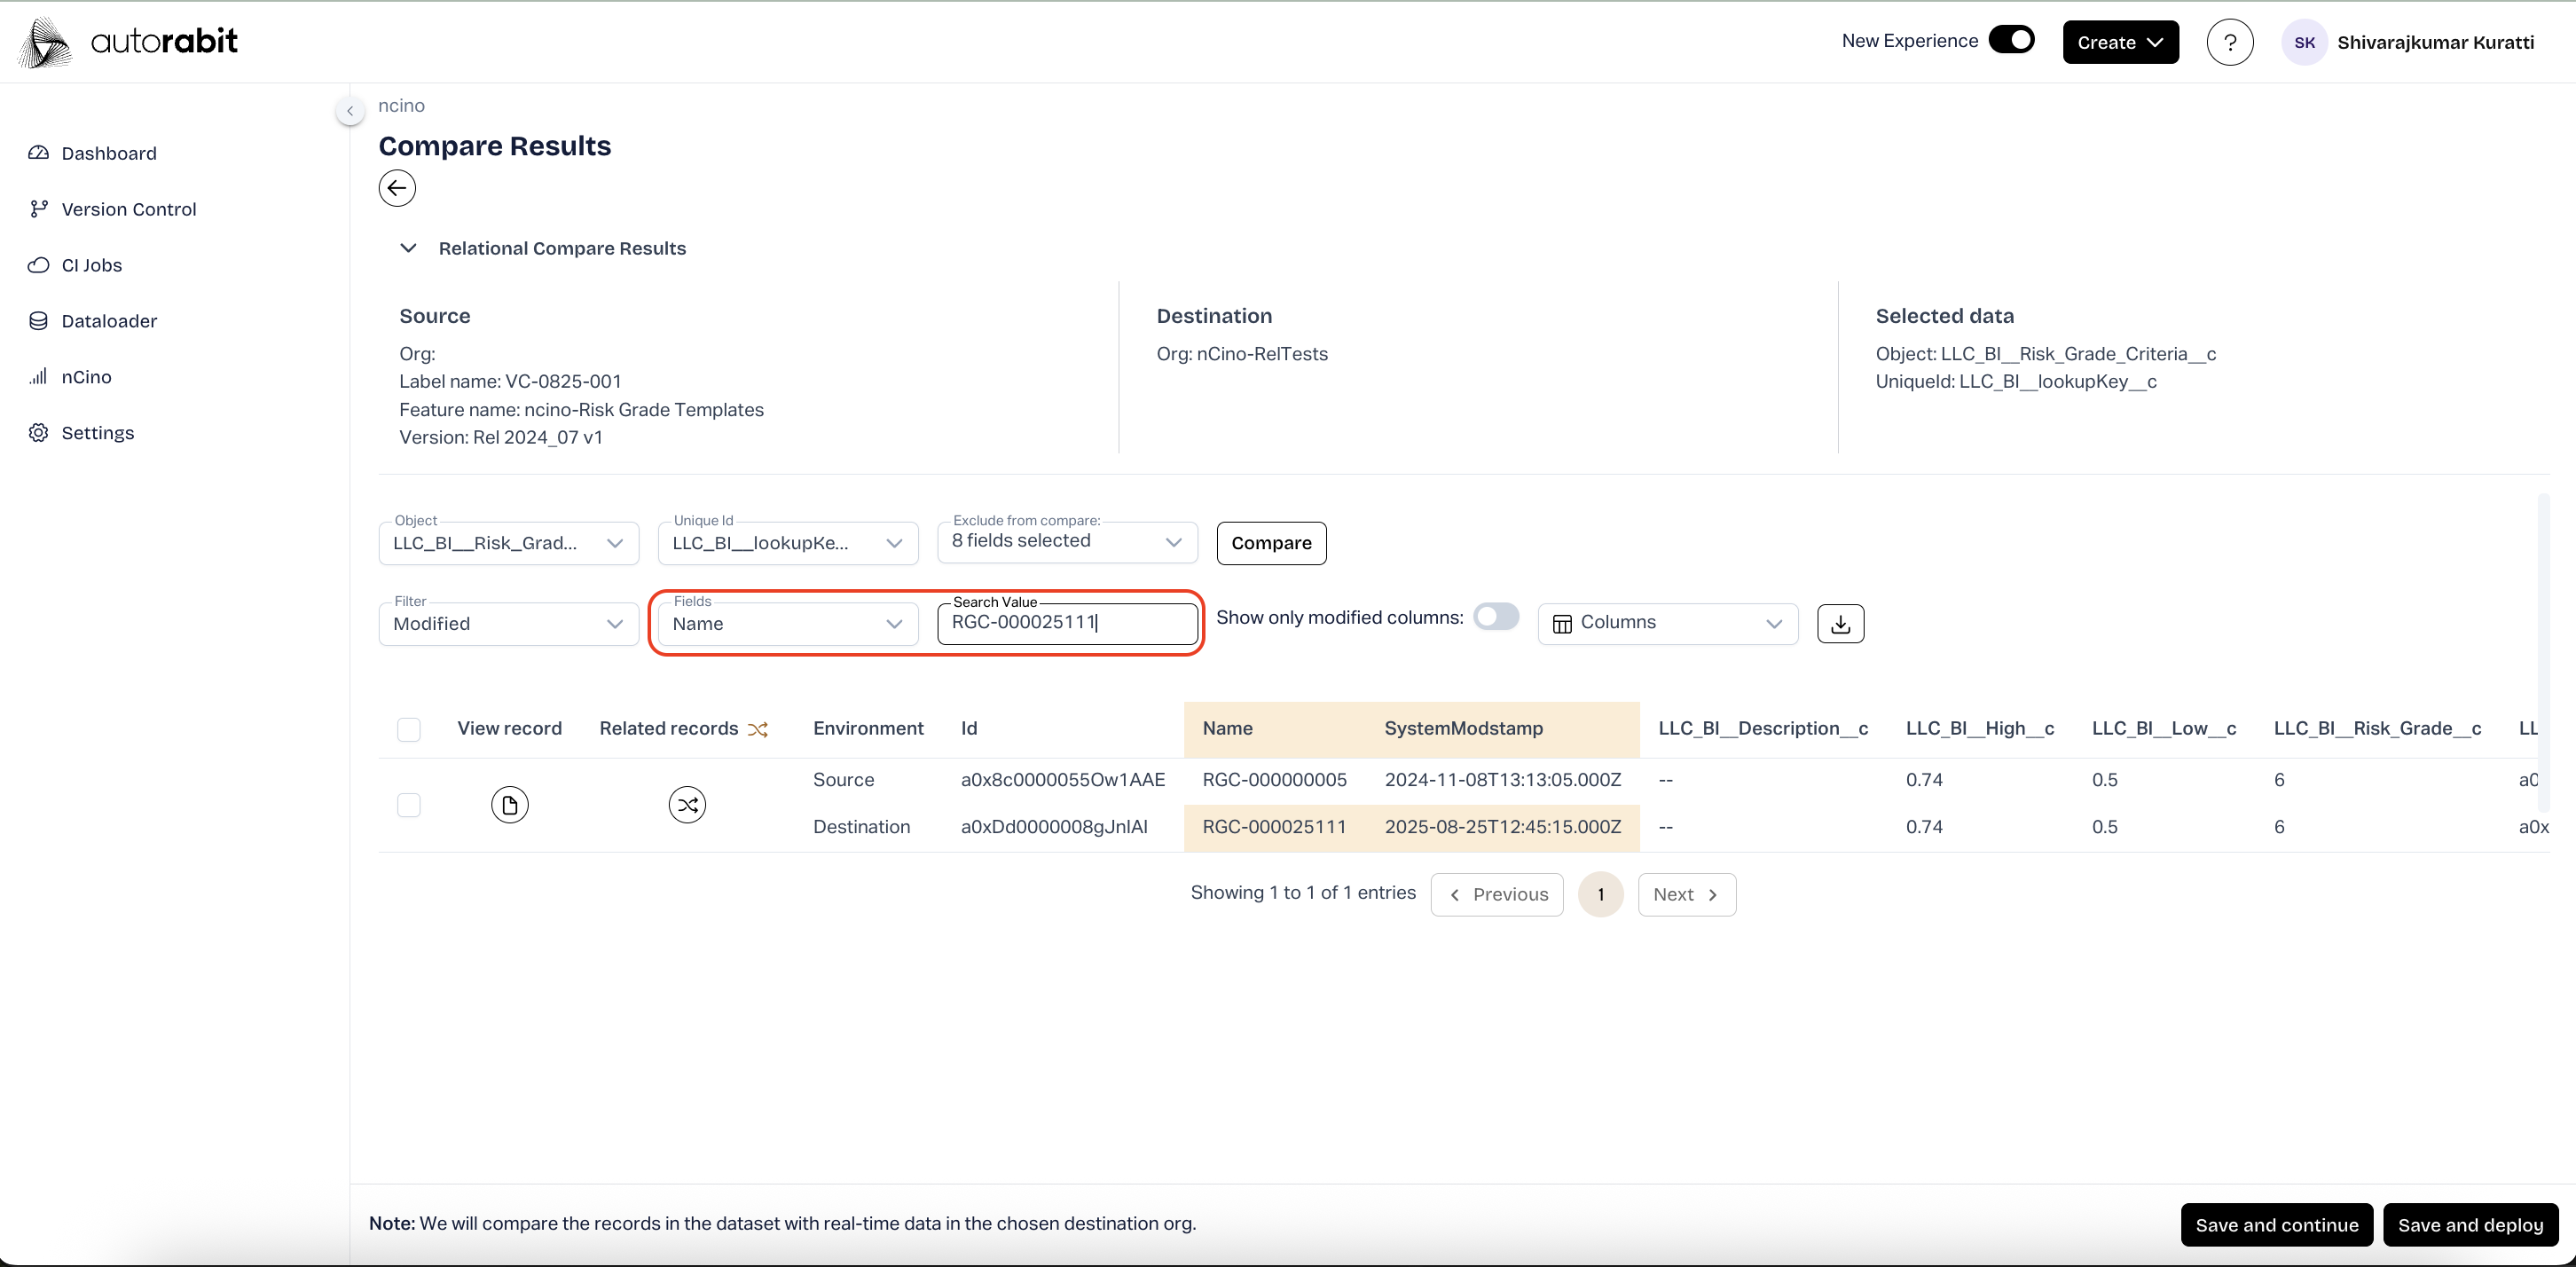 autorabit
New Experience
Create
?
SK
Shivarajkumar Kuratti
Dashboard
Version Control
CI Jobs
Dataloader
nCino
Settings
ncino
Compare Results
Relational Compare Results
Source
Org:
Label name: VC-0825-001
Feature name: ncino-Risk Grade Templates
Version: Rel 2024_07 v1
Destination
Org: nCino-RelTests
Selected data
Object: LLC_BI__Risk_Grade_Criteria__c
UniqueId: LLC_BI__lookupKey__c
Object
LLC_BI__Risk_Grad...
Unique Id
LLC_BI__lookupKe...
Exclude from compare:
8 fields selected
Compare
Filter
Modified
Fields
Name
Search Value
RGC-000025111
Show only modified columns:
Columns
View record Related records Environment Id Name SystemModstamp LLC_BI__Description__c LLC_BI__High__c LLC_BI__Low__c LLC_BI__Risk_Grade__c LL
Source a0x8c0000055Ow1AAE RGC-000000005 2024-11-08T13:13:05.000Z -- 0.74 0.5 6 a0
Destination a0xDd0000008gJnIAI RGC-000025111 2025-08-25T12:45:15.000Z -- 0.74 0.5 6 a0x
Showing 1 to 1 of 1 entries Previous 1 Next
Note: We will compare the records in the dataset with real-time data in the chosen destination org.
Save and continue
Save and deploy